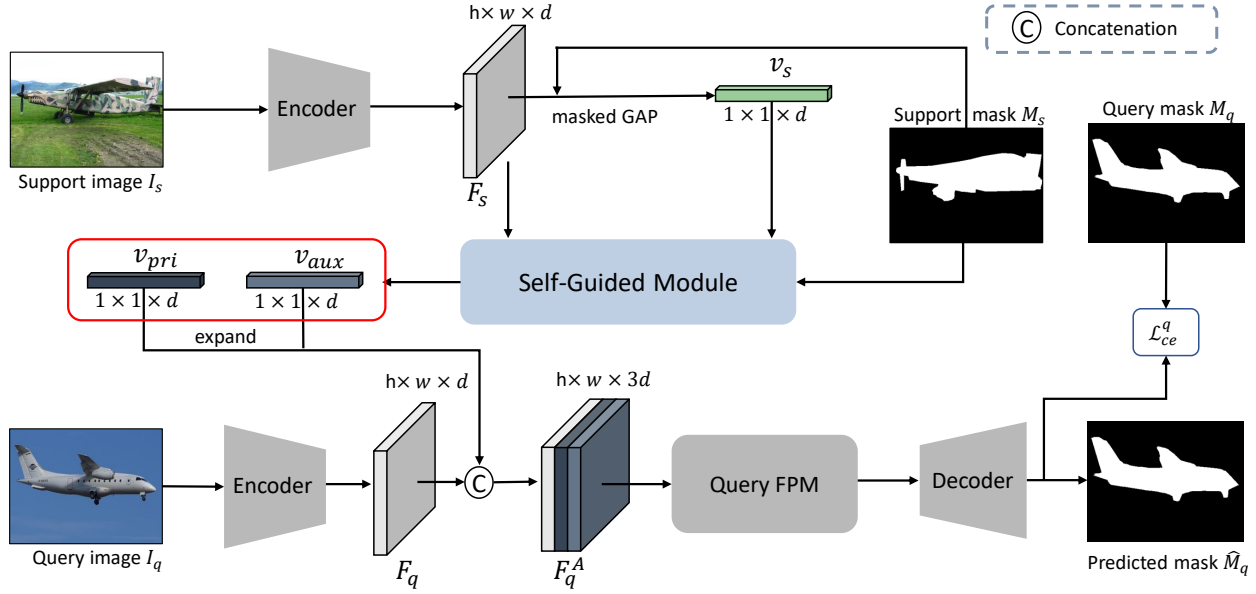 h× w × d
Ⓒ Concatenation
Encoder
v_s
masked GAP
1 × 1 × d
Support mask M_s
Query mask M_q
Support image I_s
F_s
v_pri
v_aux
1 × 1 × d
1 × 1 × d
Self-Guided Module
expand
ℒ_ce^q
h× w × d
h× w × 3d
Encoder
C
Query FPM
Decoder
Query image I_q
F_q
F_q^A
Predicted mask M̂_q